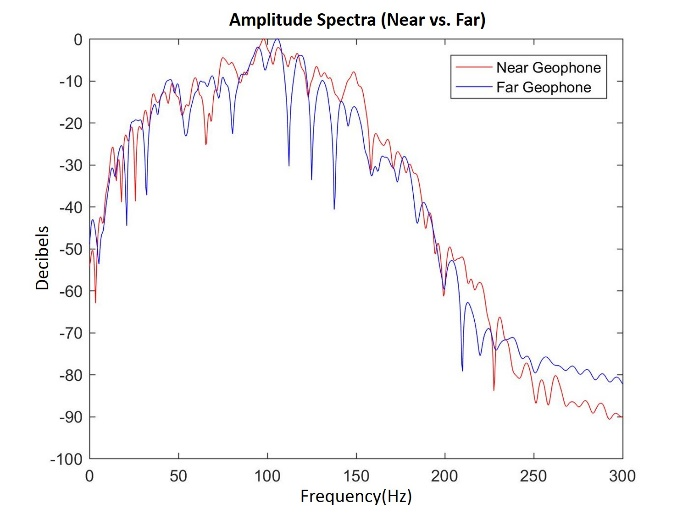 Amplitude Spectra (Near vs. Far)
0
-10
-20
-30
-40
-50
-60
-70
-80
-90
-100
Decibels
Near Geophone
Far Geophone
0 50 100 150 200 250 300
Frequency(Hz)